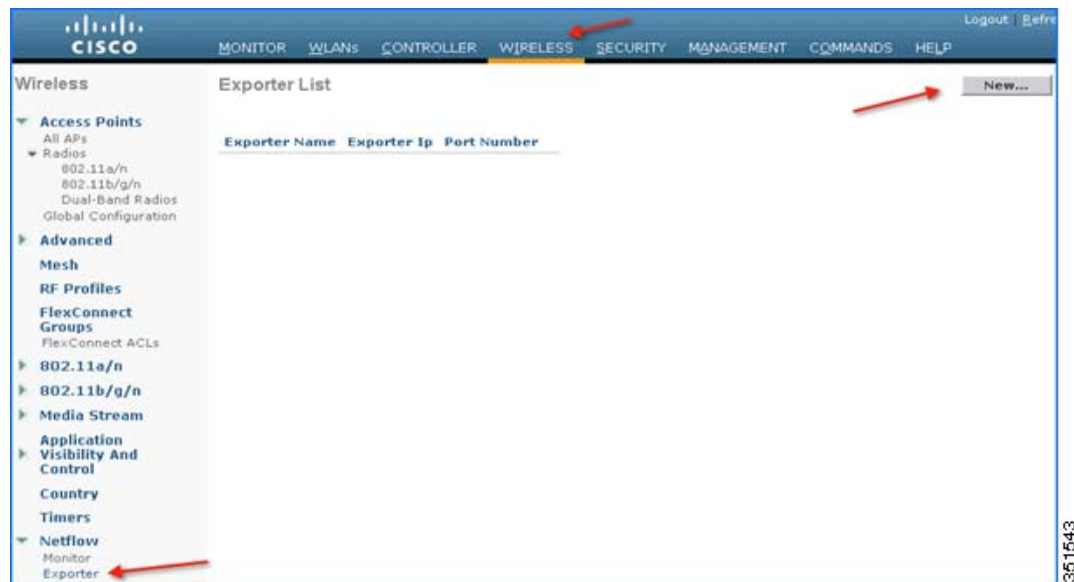 Logout | Refre
CISCO
MONITOR WLANs CONTROLLER WIRELESS SECURITY MANAGEMENT COMMANDS HELP
Wireless
Exporter List
New...
Access Points
All APs
Radios
802.11a/n
802.11b/g/n
Dual-Band Radios
Global Configuration
Exporter Name Exporter Ip Port Number
Advanced
Mesh
RF Profiles
FlexConnect
Groups
FlexConnect ACLs
802.11a/n
802.11b/g/n
Media Stream
Application
Visibility And
Control
Country
Timers
Netflow
Monitor
Exporter
351543